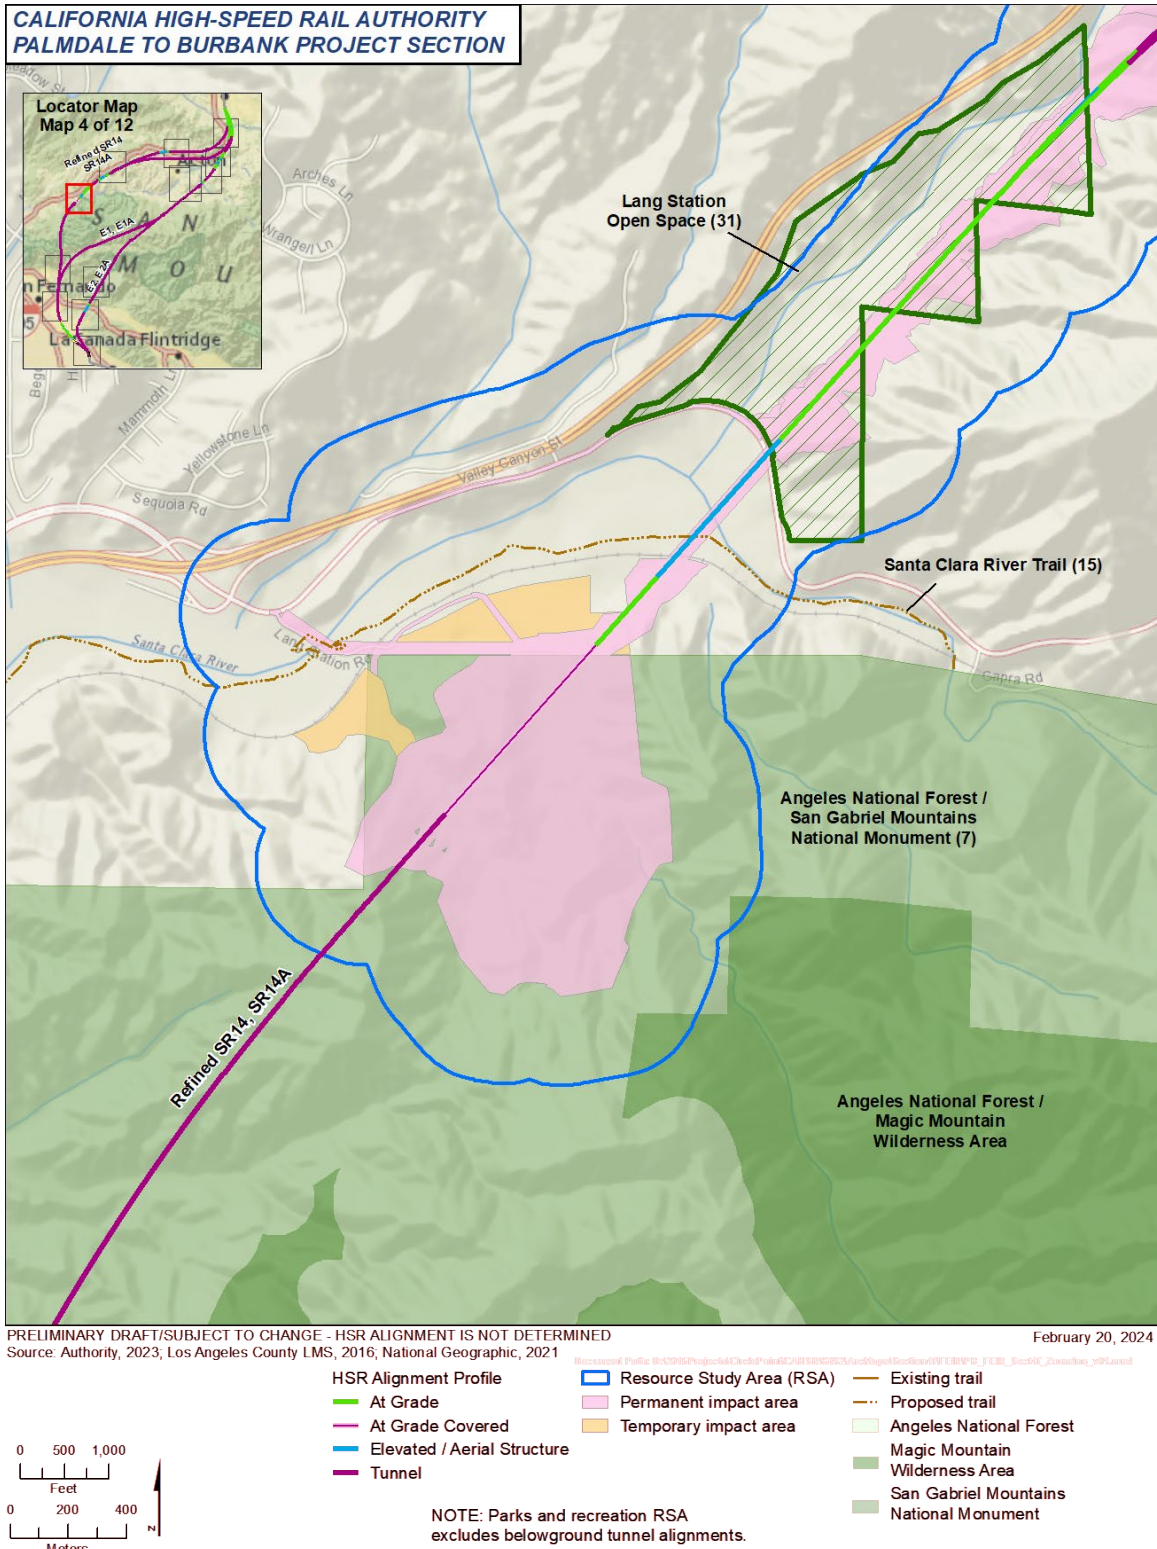 CALIFORNIA HIGH-SPEED RAIL AUTHORITY
PALMDALE TO BURBANK PROJECT SECTION
Locator Map
Map 4 of 12
Refined SR14
SR14A
Acton
SAN
MOU
E1, E1A
E2, E2A
n Fernando
La Canada Flintridge
Arches Ln
Wrangell Ln
Mammoth Ln
Yellowstone Ln
Sequoia Rd
Lang Station
Open Space (31)
Valley Canyon St
Santa Clara River Trail (15)
Lang Station Rd
Santa Clara River
Capra Rd
Angeles National Forest /
San Gabriel Mountains
National Monument (7)
Refined SR14, SR14A
Angeles National Forest /
Magic Mountain
Wilderness Area
PRELIMINARY DRAFT/SUBJECT TO CHANGE - HSR ALIGNMENT IS NOT DETERMINED
February 20, 2024
Source: Authority, 2023; Los Angeles County LMS, 2016; National Geographic, 2021
HSR Alignment Profile
At Grade
At Grade Covered
Elevated / Aerial Structure
Tunnel
Resource Study Area (RSA)
Permanent impact area
Temporary impact area
Existing trail
Proposed trail
Angeles National Forest
Magic Mountain
Wilderness Area
San Gabriel Mountains
National Monument
0 500 1,000
Feet
0 200 400
Meters
N
NOTE: Parks and recreation RSA
excludes belowground tunnel alignments.